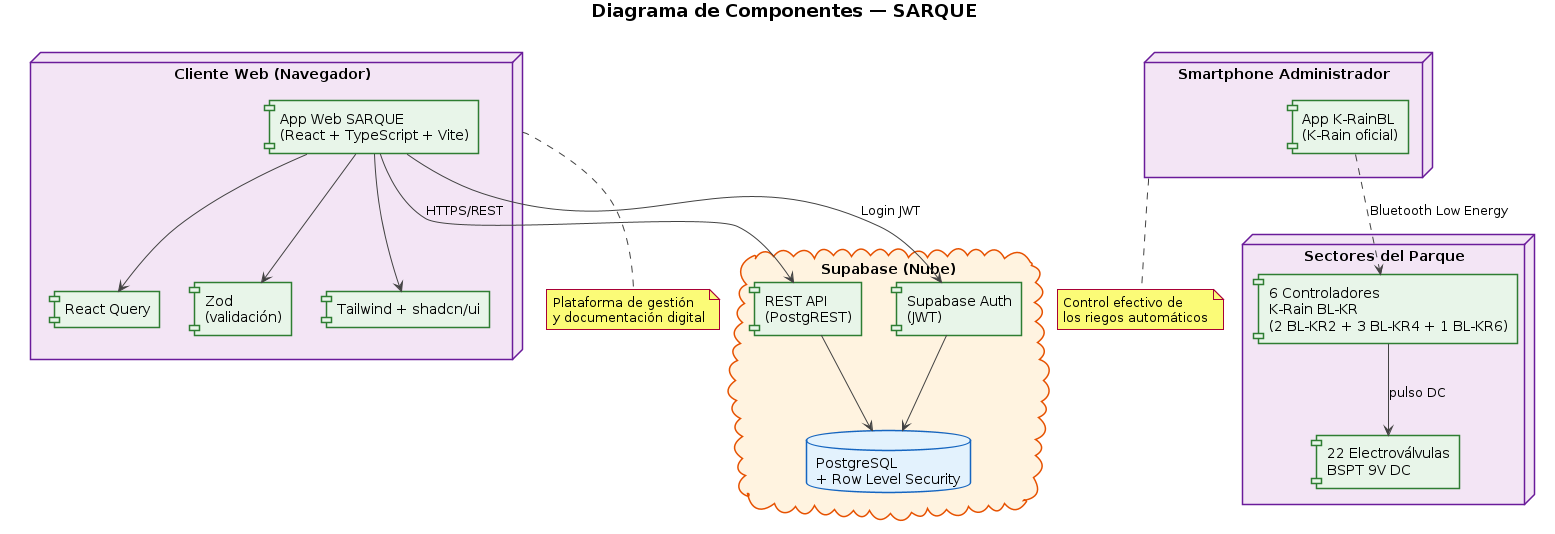 Diagrama de Componentes — SARQUE
Cliente Web (Navegador)
App Web SARQUE
(React + TypeScript + Vite)
React Query
Zod
(validación)
Tailwind + shadcn/ui
HTTPS/REST
Login JWT
Plataforma de gestión
y documentación digital
Supabase (Nube)
REST API
(PostgREST)
Supabase Auth
(JWT)
PostgreSQL
+ Row Level Security
Smartphone Administrador
App K-RainBL
(K-Rain oficial)
Bluetooth Low Energy
Control efectivo de
los riegos automáticos
Sectores del Parque
6 Controladores
K-Rain BL-KR
(2 BL-KR2 + 3 BL-KR4 + 1 BL-KR6)
pulso DC
22 Electroválvulas
BSPT 9V DC